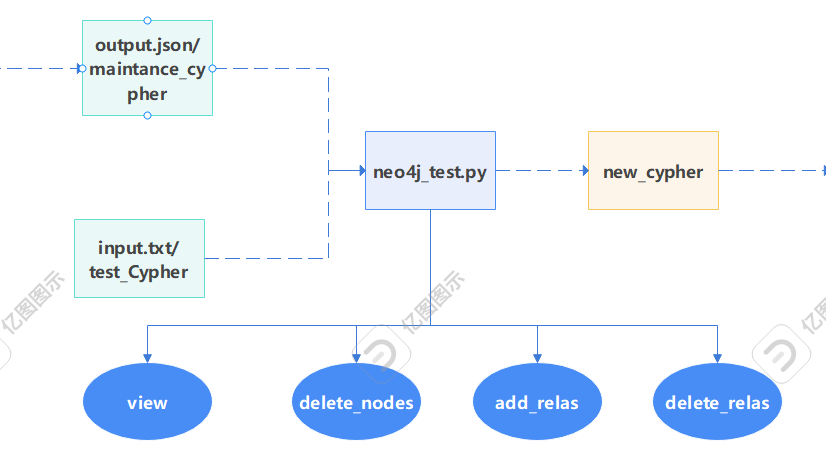 output.json/
maintance_cy
pher
neo4j_test.py
new_cypher
input.txt/
test_Cypher
亿图图示
亿图图示
亿图图示
view
delete_nodes
add_relas
delete_relas